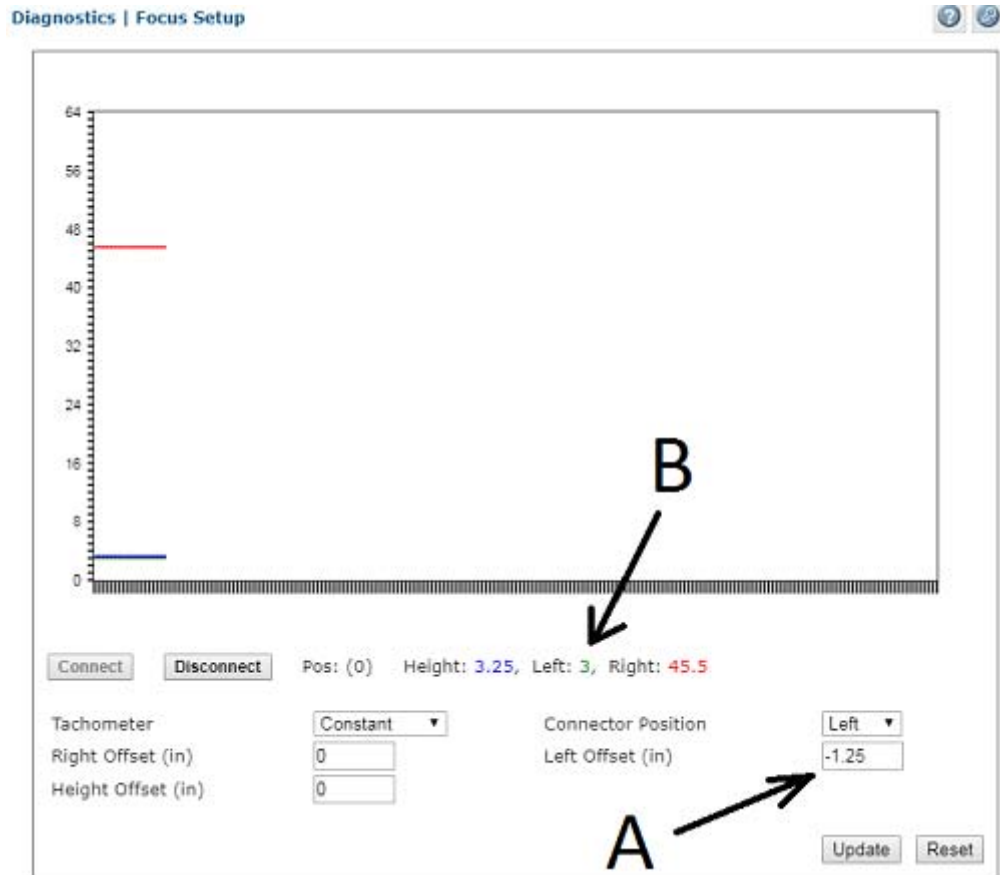 Diagnostics | Focus Setup
64
56
48
40
32
24
16
8
0
B
Connect Disconnect Pos: (0) Height: 3.25, Left: 3, Right: 45.5
Tachometer Constant Connector Position Left
Right Offset (in) 0 Left Offset (in) -1.25
Height Offset (in) 0
A
Update Reset